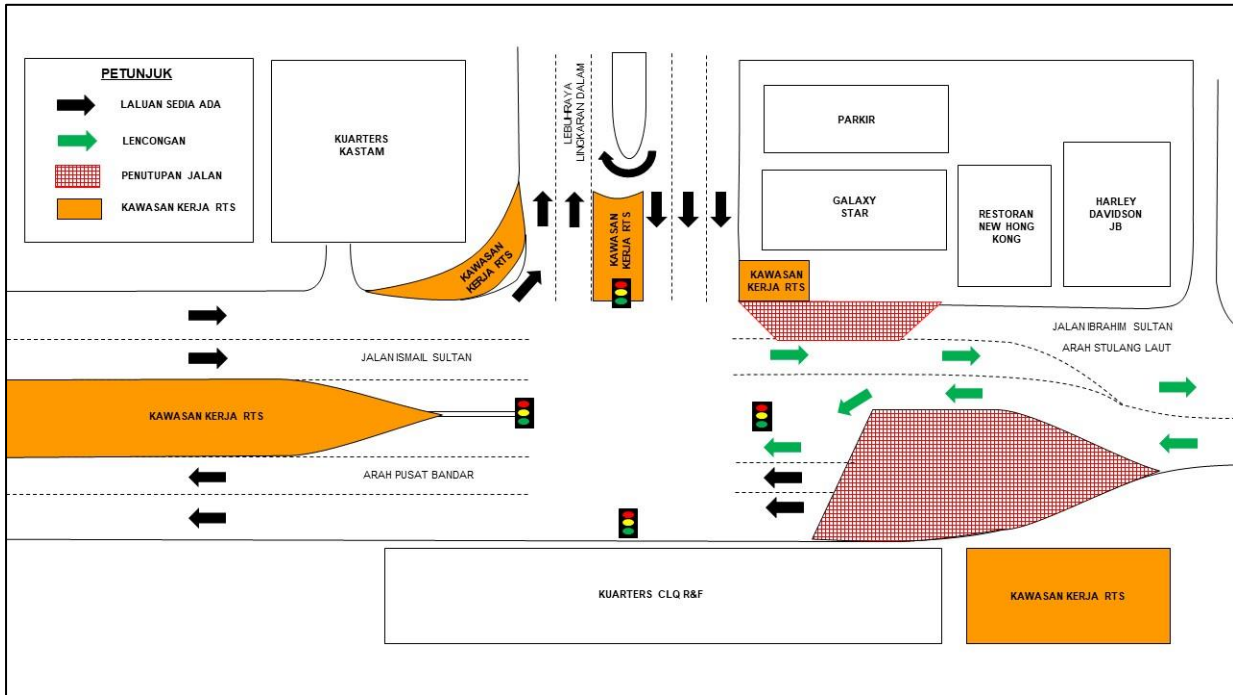 PETUNJUK
LALUAN SEDIA ADA
LENCONGAN
PENUTUPAN JALAN
KAWASAN KERJA RTS
KUARTERS
KASTAM
LEBUHRAYA
LINGKARAN DALAM
PARKIR
GALAXY
STAR
RESTORAN
NEW HONG
KONG
HARLEY
DAVIDSON
JB
KAWASAN
KERJA RTS
KAWASAN
KERJA RTS
KAWASAN
KERJA RTS
JALAN IBRAHIM SULTAN
ARAH STULANG LAUT
JALAN ISMAIL SULTAN
KAWASAN KERJA RTS
ARAH PUSAT BANDAR
KUARTERS CLQ R&F
KAWASAN KERJA RTS